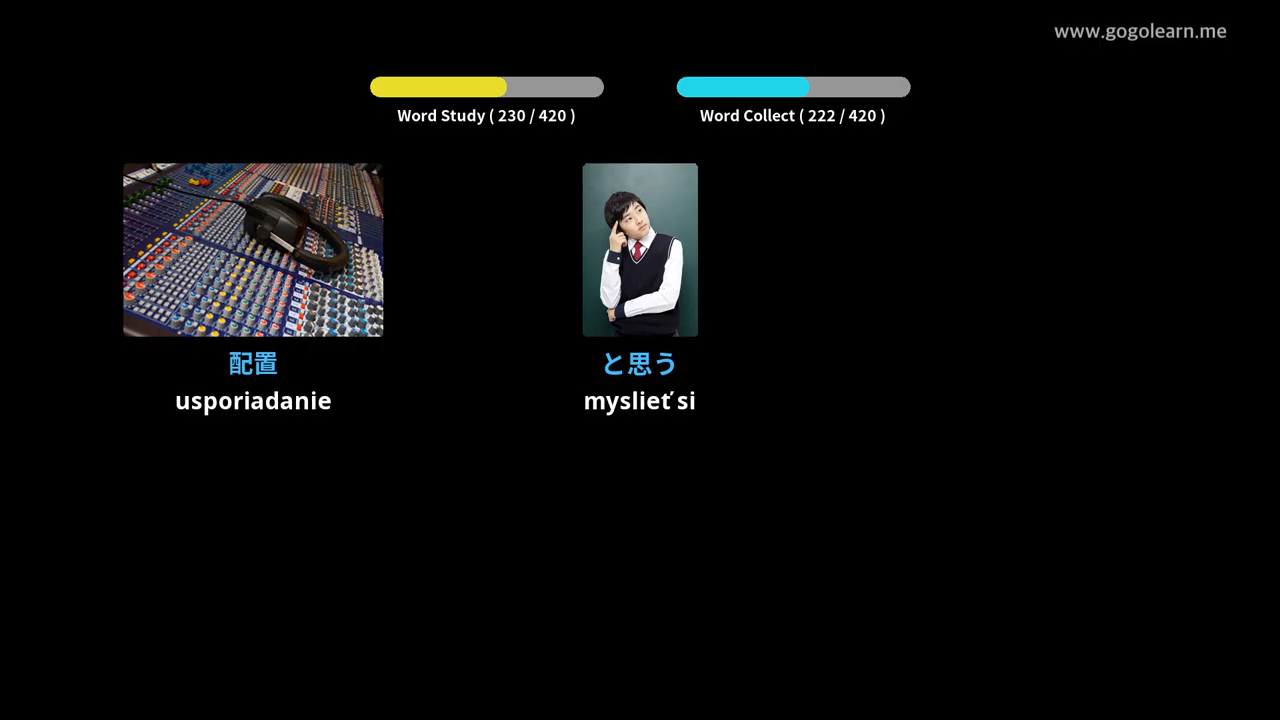 www.gogolearn.me
Word Study ( 230 / 420 )
Word Collect ( 222 / 420 )
配置
usporiadanie
と思う
myslieť si